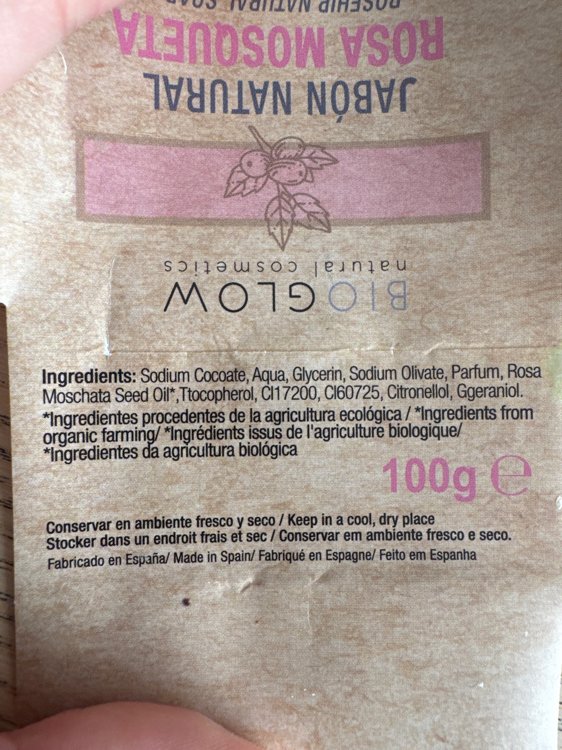 ROSEHIP NATURAL SOAP
ROSA MOSQUETA
JABÓN NATURAL
BIOGLOW
natural cosmetics
Ingredients: Sodium Cocoate, Aqua, Glycerin, Sodium Olivate, Parfum, Rosa
Moschata Seed Oil*,Ttocopherol, CI17200, CI60725, Citronellol, Ggeraniol.
*Ingredientes procedentes de la agricultura ecológica / *Ingredients from
organic farming/ *Ingrédients issus de l'agriculture biologique/
*Ingredientes da agricultura biológica
100g e
Conservar en ambiente fresco y seco / Keep in a cool, dry place
Stocker dans un endroit frais et sec / Conservar em ambiente fresco e seco.
Fabricado en España/ Made in Spain/ Fabriqué en Espagne/ Feito em Espanha